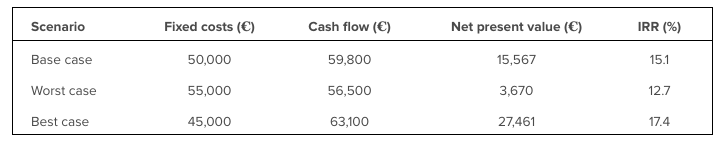 Scenario Fixed costs (€) Cash flow (€) Net present value (€) IRR (%)
Base case 50,000 59,800 15,567 15.1
Worst case 55,000 56,500 3,670 12.7
Best case 45,000 63,100 27,461 17.4